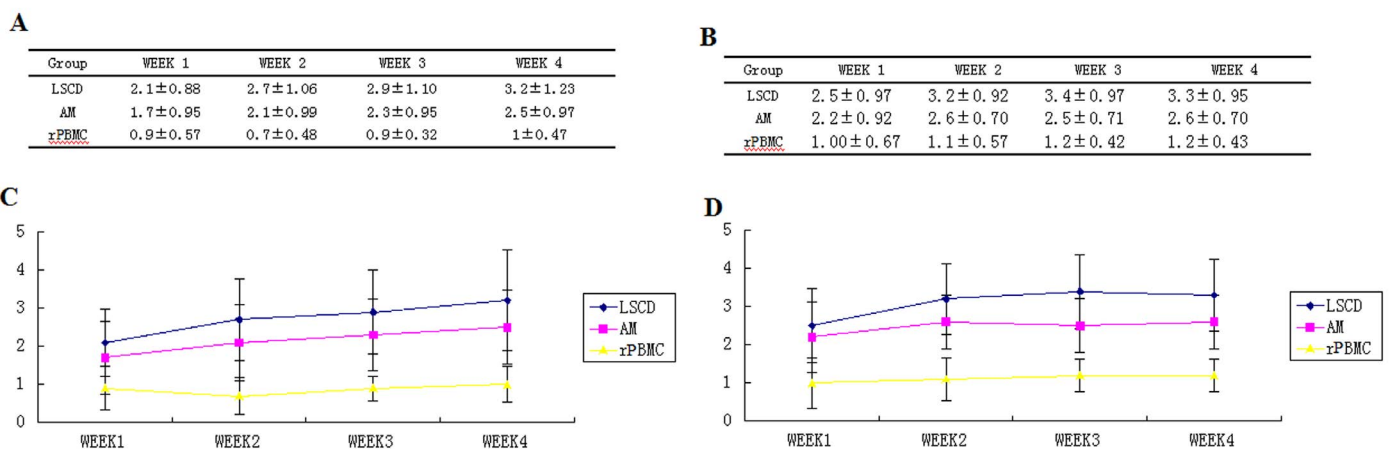 A
Group WEEK 1 WEEK 2 WEEK 3 WEEK 4
LSCD 2.1±0.88 2.7±1.06 2.9±1.10 3.2±1.23
AM 1.7±0.95 2.1±0.99 2.3±0.95 2.5±0.97
rPBMC 0.9±0.57 0.7±0.48 0.9±0.32 1±0.47
B
Group WEEK 1 WEEK 2 WEEK 3 WEEK 4
LSCD 2.5±0.97 3.2±0.92 3.4±0.97 3.3±0.95
AM 2.2±0.92 2.6±0.70 2.5±0.71 2.6±0.70
rPBMC 1.00±0.67 1.1±0.57 1.2±0.42 1.2±0.43
C
5
4
3
2
1
0
WEEK1 WEEK2 WEEK3 WEEK4
LSCD
AM
rPBMC
D
5
4
3
2
1
0
WEEK1 WEEK2 WEEK3 WEEK4
LSCD
AM
rPBMC